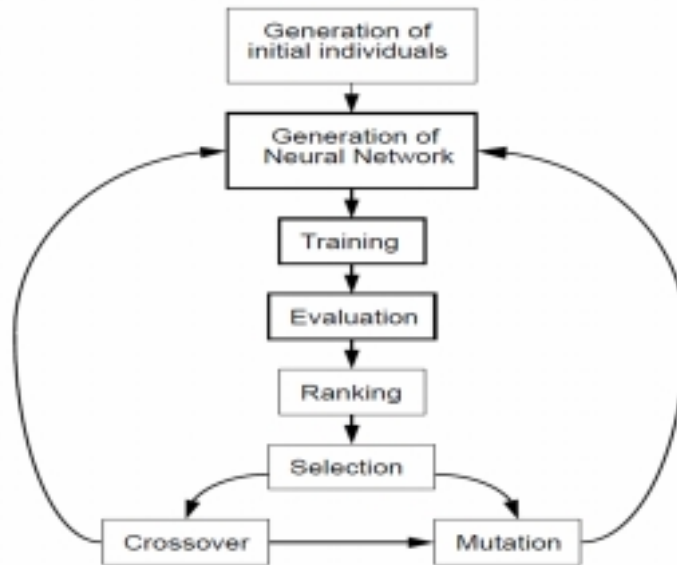 Generation of
initial individuals
Generation of
Neural Network
Training
Evaluation
Ranking
Selection
Crossover
Mutation